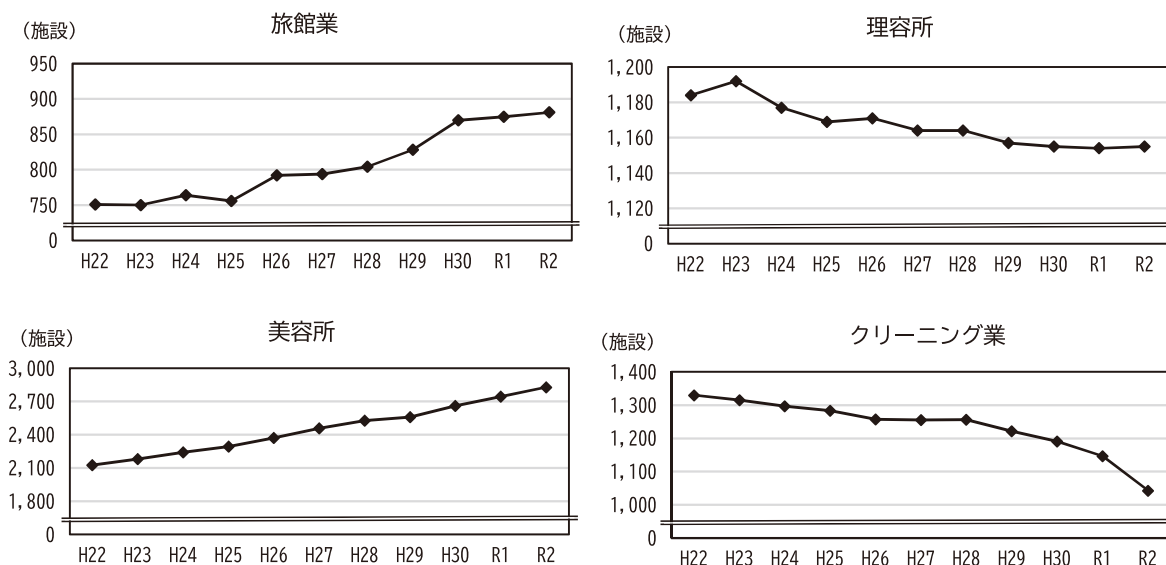 旅館業
（施設）
950
900
850
800
750
0
H22 H23 H24 H25 H26 H27 H28 H29 H30 R1 R2
理容所
（施設）
1,200
1,180
1,160
1,140
1,120
0
H22 H23 H24 H25 H26 H27 H28 H29 H30 R1 R2
美容所
（施設）
3,000
2,700
2,400
2,100
1,800
0
H22 H23 H24 H25 H26 H27 H28 H29 H30 R1 R2
クリーニング業
（施設）
1,400
1,300
1,200
1,100
1,000
0
H22 H23 H24 H25 H26 H27 H28 H29 H30 R1 R2